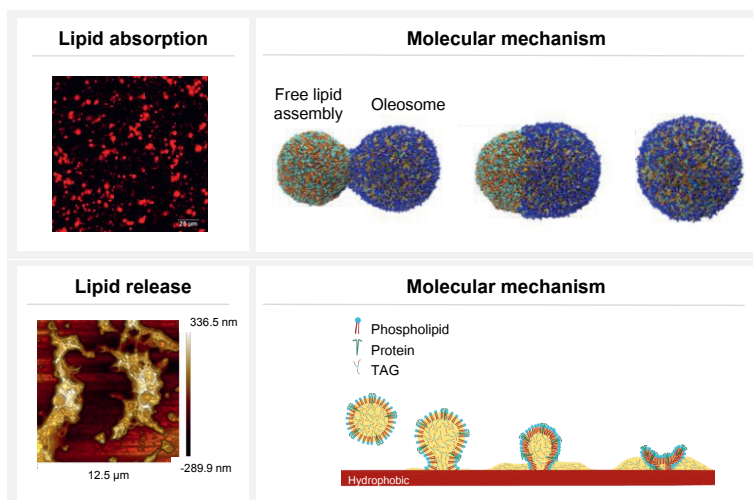 Lipid absorption
25 µm
Molecular mechanism
Free lipid
assembly
Oleosome
Lipid release
336.5 nm
-289.9 nm
12.5 µm
Molecular mechanism
Phospholipid
Protein
TAG
Hydrophobic